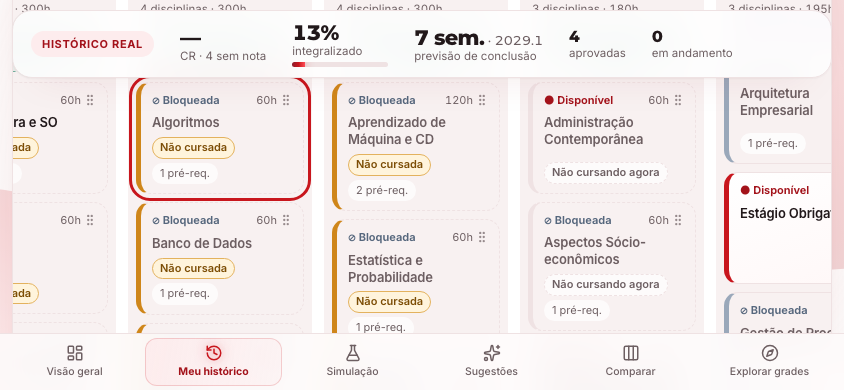 4 disciplinas · 300h
4 disciplinas · 300h
3 disciplinas · 180h
3 disciplinas · 195h
HISTÓRICO REAL
—
CR · 4 sem nota
13%
integralizado
7 sem. · 2029.1
previsão de conclusão
4
aprovadas
0
em andamento
60h
ra e SO
ada
60h
ada
⊘ Bloqueada 60h
Algoritmos
Não cursada
1 pré-req.
⊘ Bloqueada 60h
Banco de Dados
Não cursada
1 pré-req.
⊘ Bloqueada 120h
Aprendizado de
Máquina e CD
Não cursada
2 pré-req.
⊘ Bloqueada 60h
Estatística e
Probabilidade
Não cursada
1 pré-req.
Disponível 60h
Administração
Contemporânea
Não cursando agora
⊘ Bloqueada 60h
Aspectos Sócio-
econômicos
Não cursando agora
1 pré-req.
Arquitetura
Empresarial
1 pré-req.
Disponível
Estágio Obriga
⊘ Bloqueada
Visão geral
Meu histórico
Simulação
Sugestões
Comparar
Explorar grades